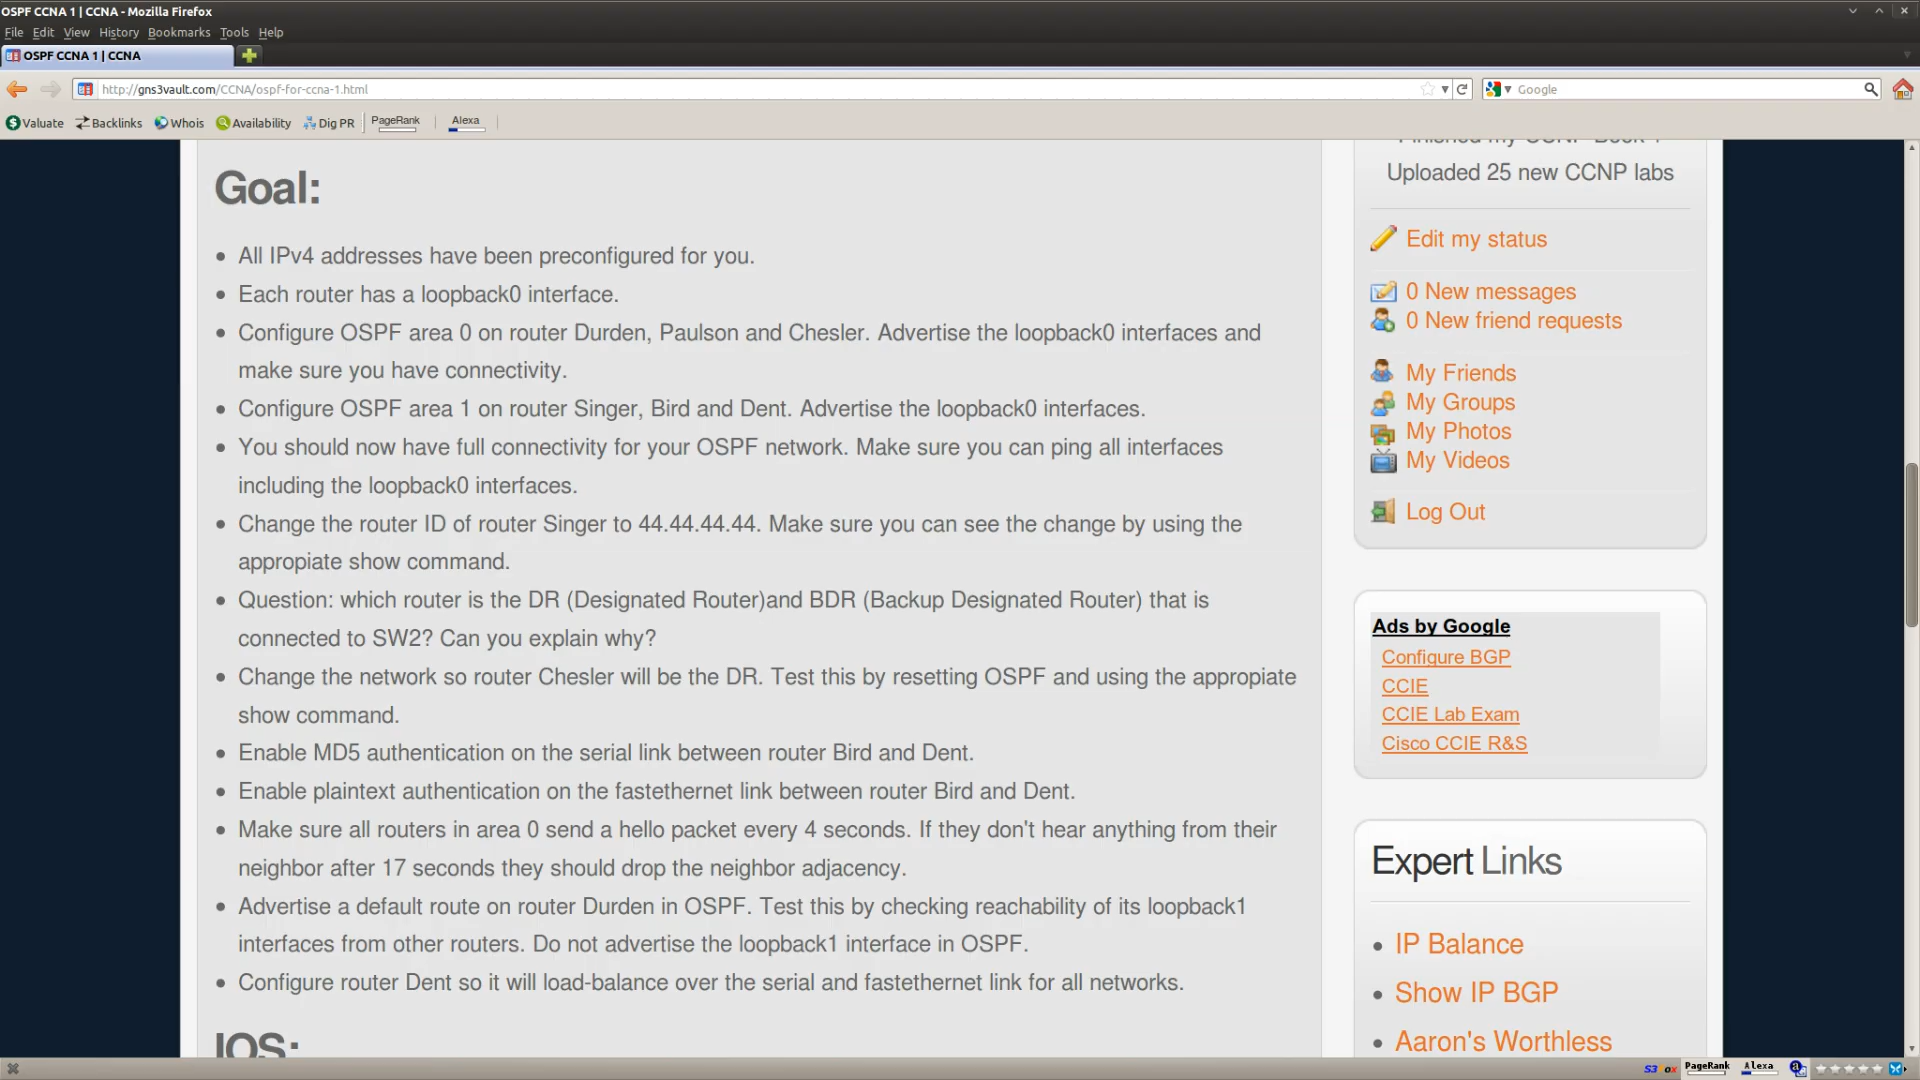 OSPF CCNA 1 | CCNA - Mozilla Firefox
File Edit View History Bookmarks Tools Help
OSPF CCNA 1 | CCNA
http://gns3vault.com/CCNA/ospf-for-ccna-1.html
Google
Valuate Backlinks Whois Availability Dig PR PageRank Alexa
Goal:
All IPv4 addresses have been preconfigured for you.
Each router has a loopback0 interface.
Configure OSPF area 0 on router Durden, Paulson and Chesler. Advertise the loopback0 interfaces and
make sure you have connectivity.
Configure OSPF area 1 on router Singer, Bird and Dent. Advertise the loopback0 interfaces.
You should now have full connectivity for your OSPF network. Make sure you can ping all interfaces
including the loopback0 interfaces.
Change the router ID of router Singer to 44.44.44.44. Make sure you can see the change by using the
appropiate show command.
Question: which router is the DR (Designated Router)and BDR (Backup Designated Router) that is
connected to SW2? Can you explain why?
Change the network so router Chesler will be the DR. Test this by resetting OSPF and using the appropiate
show command.
Enable MD5 authentication on the serial link between router Bird and Dent.
Enable plaintext authentication on the fastethernet link between router Bird and Dent.
Make sure all routers in area 0 send a hello packet every 4 seconds. If they don't hear anything from their
neighbor after 17 seconds they should drop the neighbor adjacency.
Advertise a default route on router Durden in OSPF. Test this by checking reachability of its loopback1
interfaces from other routers. Do not advertise the loopback1 interface in OSPF.
Configure router Dent so it will load-balance over the serial and fastethernet link for all networks.
IOS:
Finished my CCNP Book
Uploaded 25 new CCNP labs
Edit my status
0 New messages
0 New friend requests
My Friends
My Groups
My Photos
My Videos
Log Out
Ads by Google
Configure BGP
CCIE
CCIE Lab Exam
Cisco CCIE R&S
Expert Links
IP Balance
Show IP BGP
Aaron's Worthless
PageRank Alexa